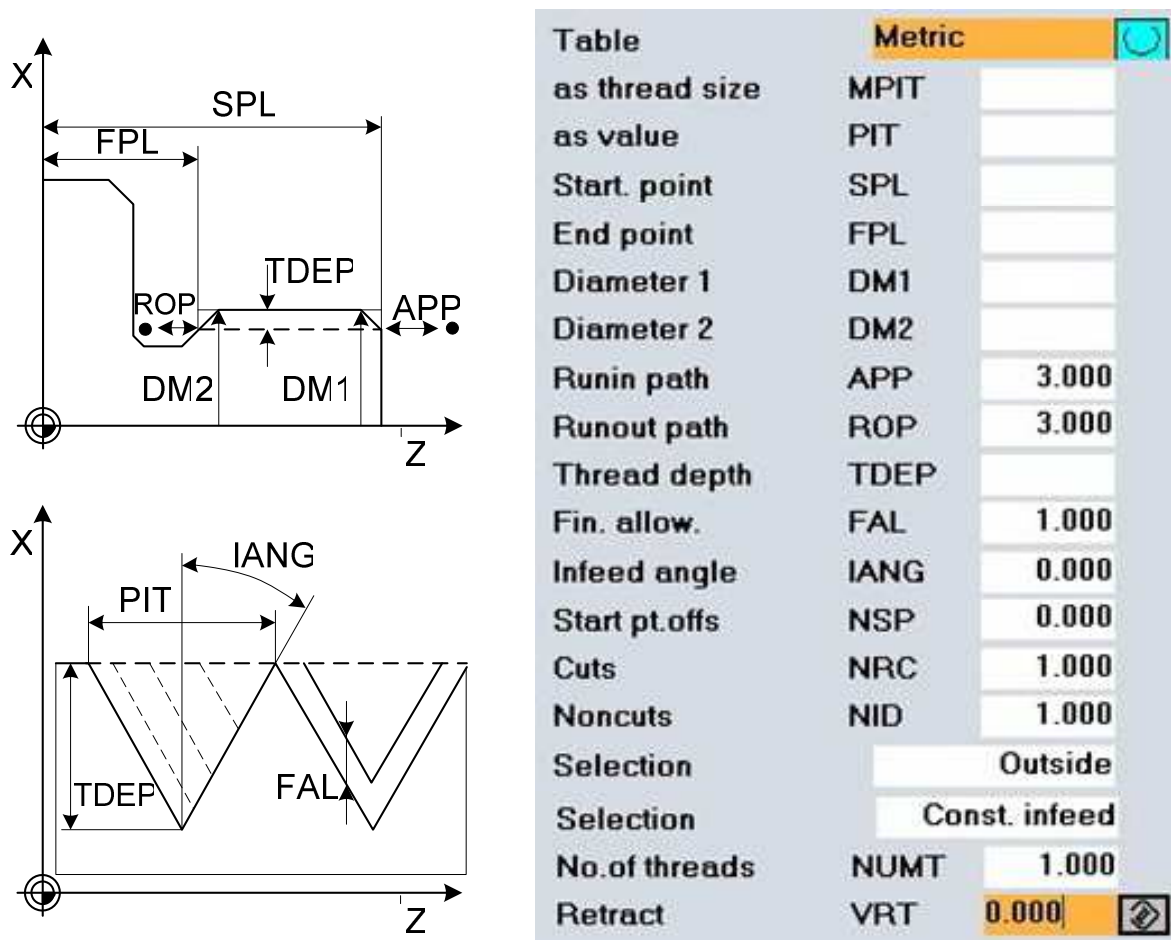 X
SPL
FPL
TDEP
ROP
APP
DM2
DM1
Z
X
IANG
PIT
TDEP
FAL
Z
Table Metric
as thread size MPIT
as value PIT
Start. point SPL
End point FPL
Diameter 1 DM1
Diameter 2 DM2
Runin path APP 3.000
Runout path ROP 3.000
Thread depth TDEP
Fin. allow. FAL 1.000
Infeed angle IANG 0.000
Start pt.offs NSP 0.000
Cuts NRC 1.000
Noncuts NID 1.000
Selection Outside
Selection Const. infeed
No.of threads NUMT 1.000
Retract VRT 0.000